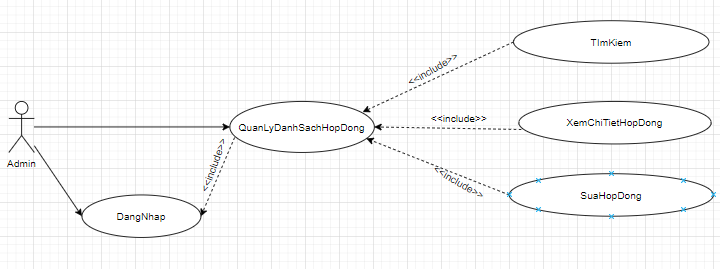 TImKiem
<<include>>
QuanLyDanhSachHopDong
<<include>>
XemChiTietHopDong
Admin
<<include>>
<<include>>
SuaHopDong
DangNhap